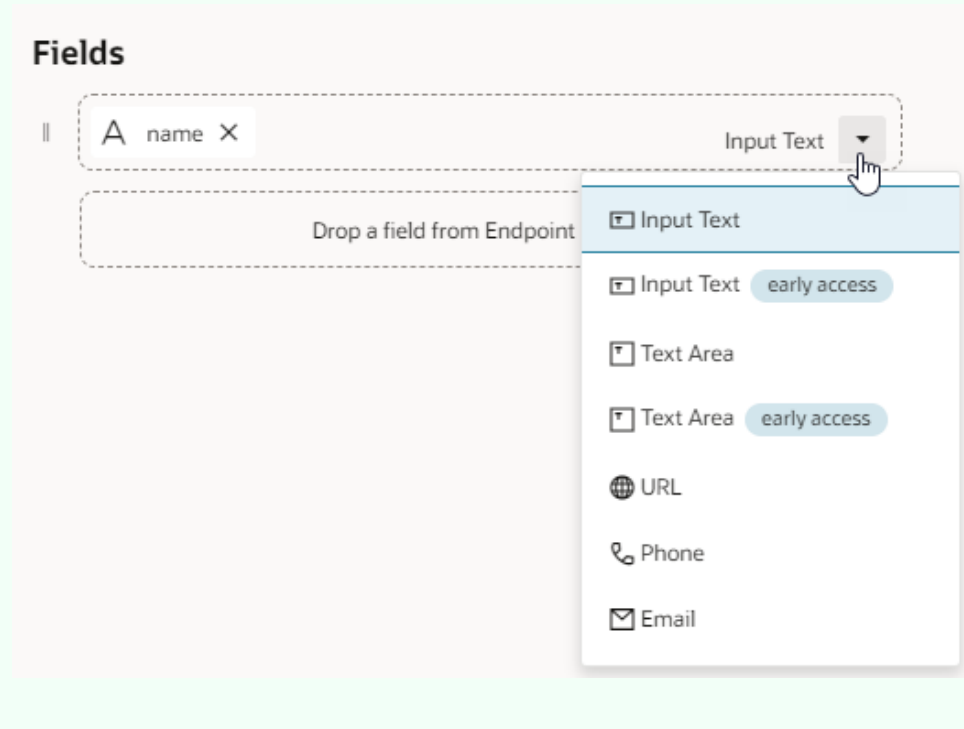 Fields
A name
Input Text
Drop a field from Endpoint
Input Text
Input Text early access
Text Area
Text Area early access
URL
Phone
Email